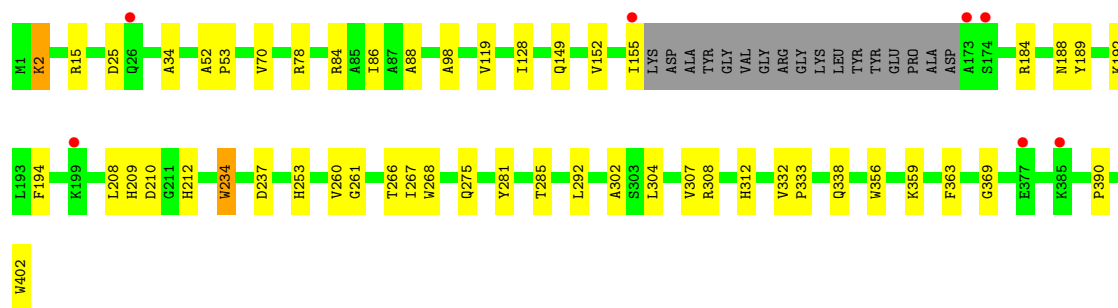 M1 K2 R15 D25 Q26 A34 A52 P53 V70 R78 R84 A85 I86 A87 A88 A98 V119 I128 Q149 V152 I155 LYS ASP ALA TYR GLY VAL GLY ARG GLY LYS LEU TYR TYR GLU PRO ALA ASP A173 S174 R184 N188 Y189 K192
L193 F194 K199 L208 H209 D210 G211 H212 W234 D237 H253 V260 G261 T266 I267 W268 Q275 Y281 T285 L292 A302 S303 L304 V307 R308 H312 V332 P333 Q338 W356 K359 F363 G369 E377 K385 P390
W402